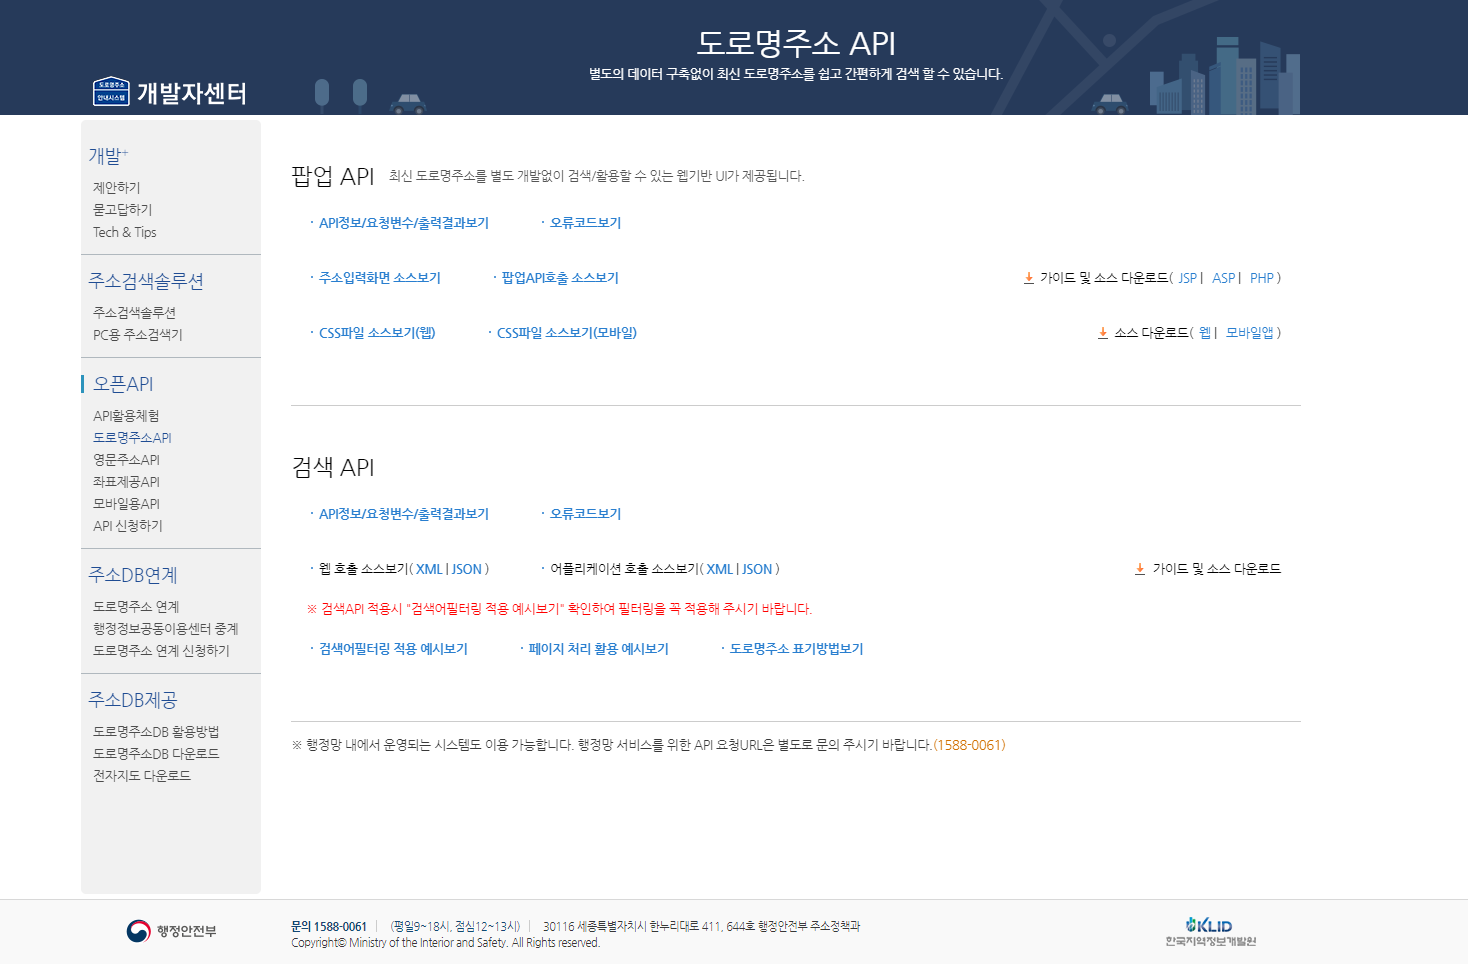 도로명주소 API
별도의 데이터 구축없이 최신 도로명주소를 쉽고 간편하게 검색 할 수 있습니다.
도로명주소
안내시스템
개발자센터
개발+
제안하기
묻고답하기
Tech & Tips
주소검색솔루션
주소검색솔루션
PC용 주소검색기
오픈API
API활용체험
도로명주소API
영문주소API
좌표제공API
모바일용API
API 신청하기
주소DB연계
도로명주소 연계
행정정보공동이용센터 중계
도로명주소 연계 신청하기
주소DB제공
도로명주소DB 활용방법
도로명주소DB 다운로드
전자지도 다운로드
팝업 API 최신 도로명주소를 별도 개발없이 검색/활용할 수 있는 웹기반 UI가 제공됩니다.
· API정보/요청변수/출력결과보기 · 오류코드보기
· 주소입력화면 소스보기 · 팝업API호출 소스보기 가이드 및 소스 다운로드( JSP | ASP | PHP )
· CSS파일 소스보기(웹) · CSS파일 소스보기(모바일) 소스 다운로드( 웹 | 모바일앱 )
검색 API
· API정보/요청변수/출력결과보기 · 오류코드보기
· 웹 호출 소스보기( XML | JSON ) · 어플리케이션 호출 소스보기( XML | JSON ) 가이드 및 소스 다운로드
※ 검색API 적용시 "검색어필터링 적용 예시보기" 확인하여 필터링을 꼭 적용해 주시기 바랍니다.
· 검색어필터링 적용 예시보기 · 페이지 처리 활용 예시보기 · 도로명주소 표기방법보기
※ 행정망 내에서 운영되는 시스템도 이용 가능합니다. 행정망 서비스를 위한 API 요청URL은 별도로 문의 주시기 바랍니다.(1588-0061)
행정안전부
문의 1588-0061 | (평일9~18시, 점심12~13시) | 30116 세종특별자치시 한누리대로 411, 644호 행정안전부 주소정책과
Copyright© Ministry of the Interior and Safety. All Rights reserved.
KLID
한국지역정보개발원